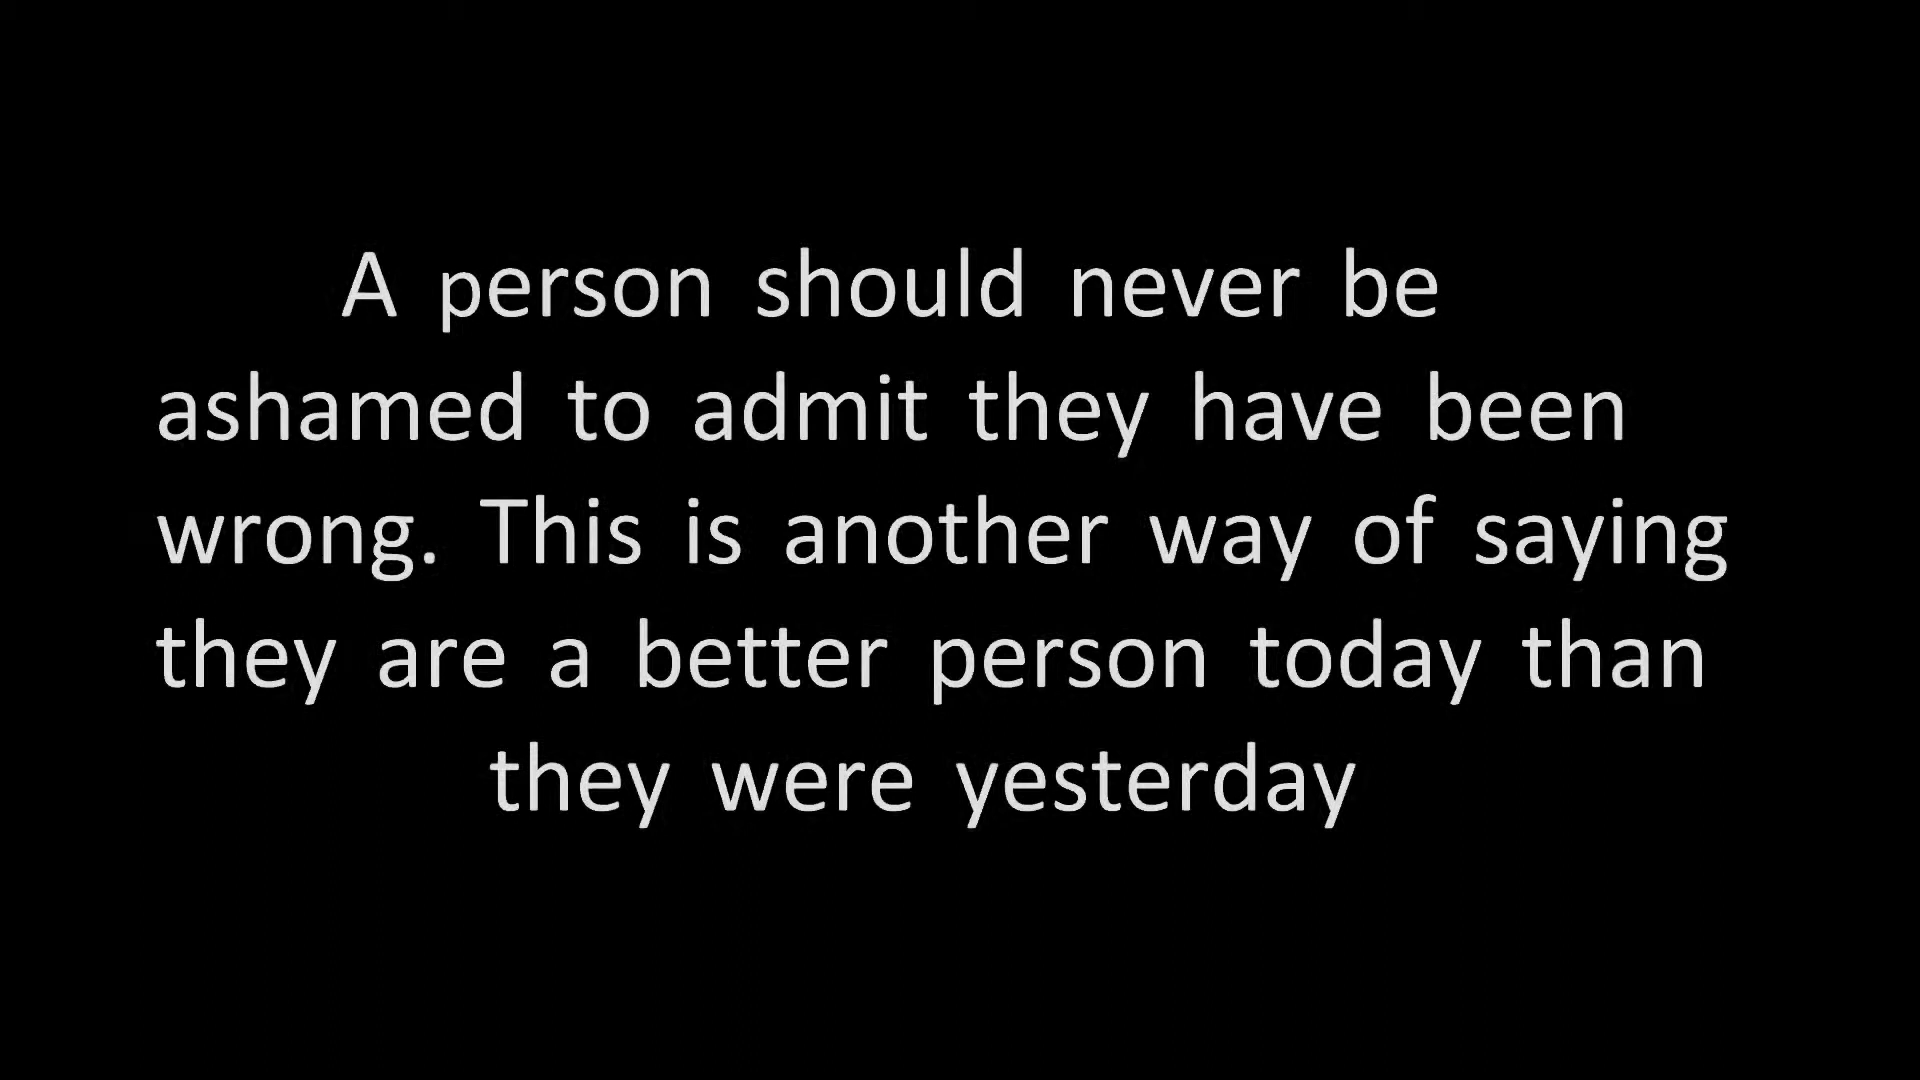 A person should never be
ashamed to admit they have been
wrong. This is another way of saying
they are a better person today than
they were yesterday